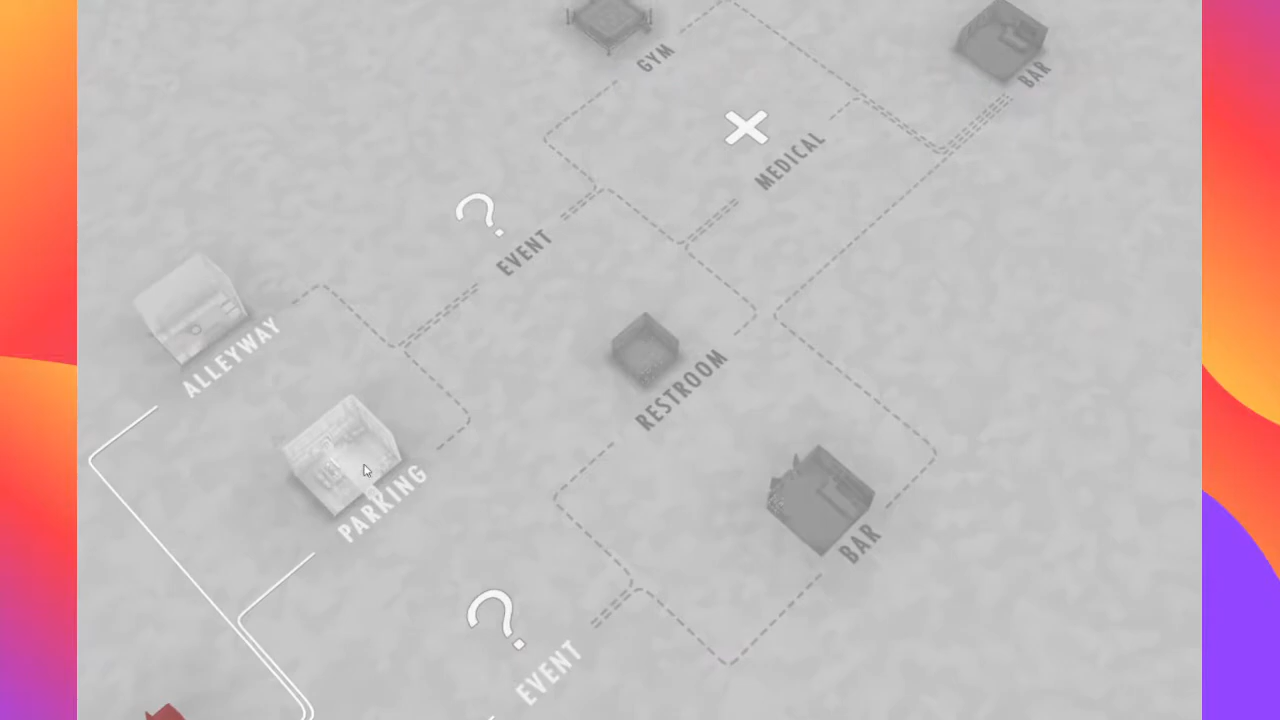 GYM
BAR
MEDICAL
?
EVENT
ALLEYWAY
RESTROOM
PARKING
BAR
?
EVENT